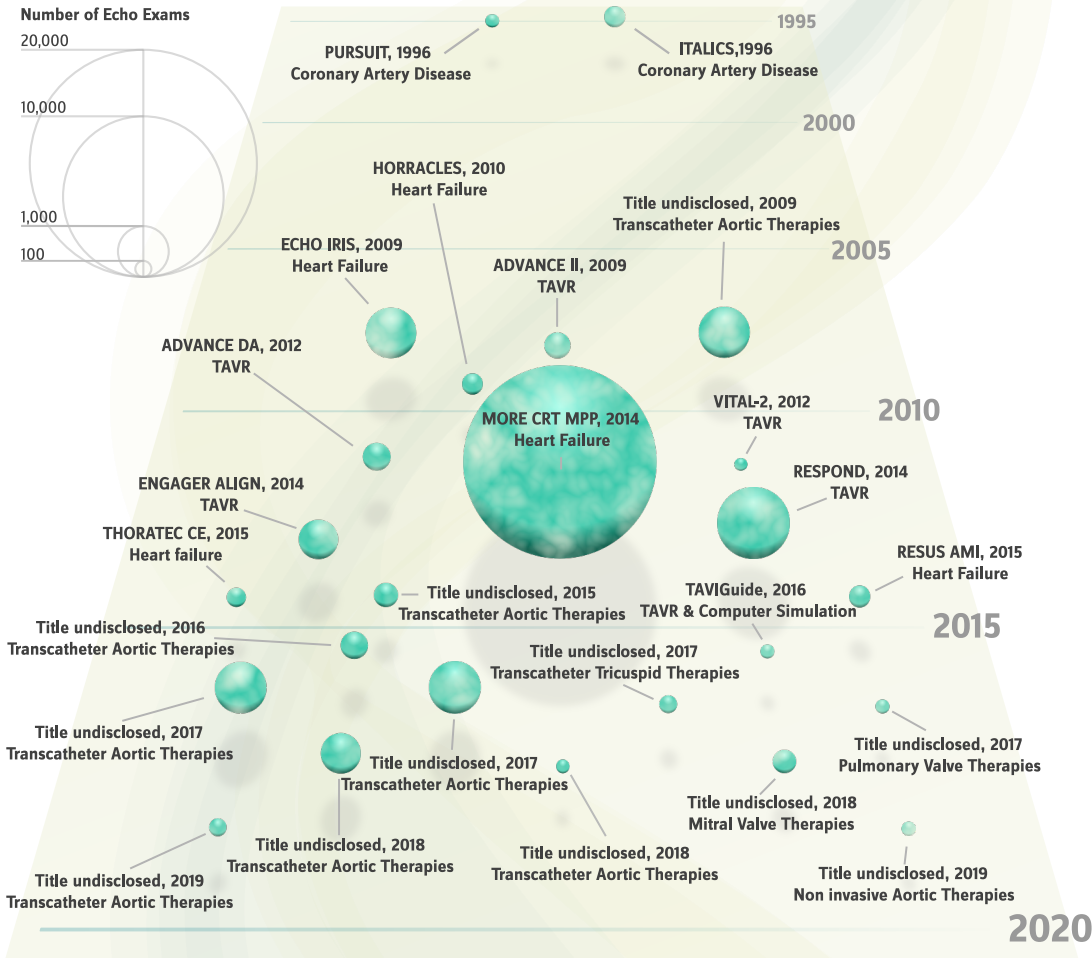 Number of Echo Exams
20,000
10,000
1,000
100
1995
PURSUIT, 1996
Coronary Artery Disease
ITALICS,1996
Coronary Artery Disease
2000
HORRACLES, 2010
Heart Failure
Title undisclosed, 2009
Transcatheter Aortic Therapies
2005
ECHO IRIS, 2009
Heart Failure
ADVANCE II, 2009
TAVR
ADVANCE DA, 2012
TAVR
2010
VITAL-2, 2012
TAVR
MORE CRT MPP, 2014
Heart Failure
RESPOND, 2014
TAVR
ENGAGER ALIGN, 2014
TAVR
THORATEC CE, 2015
Heart failure
RESUS AMI, 2015
Heart Failure
Title undisclosed, 2015
Transcatheter Aortic Therapies
TAVIGuide, 2016
TAVR & Computer Simulation
2015
Title undisclosed, 2016
Transcatheter Aortic Therapies
Title undisclosed, 2017
Transcatheter Tricuspid Therapies
Title undisclosed, 2017
Transcatheter Aortic Therapies
Title undisclosed, 2017
Transcatheter Aortic Therapies
Title undisclosed, 2017
Pulmonary Valve Therapies
Title undisclosed, 2018
Mitral Valve Therapies
Title undisclosed, 2018
Transcatheter Aortic Therapies
Title undisclosed, 2018
Transcatheter Aortic Therapies
Title undisclosed, 2019
Transcatheter Aortic Therapies
Title undisclosed, 2019
Non invasive Aortic Therapies
2020